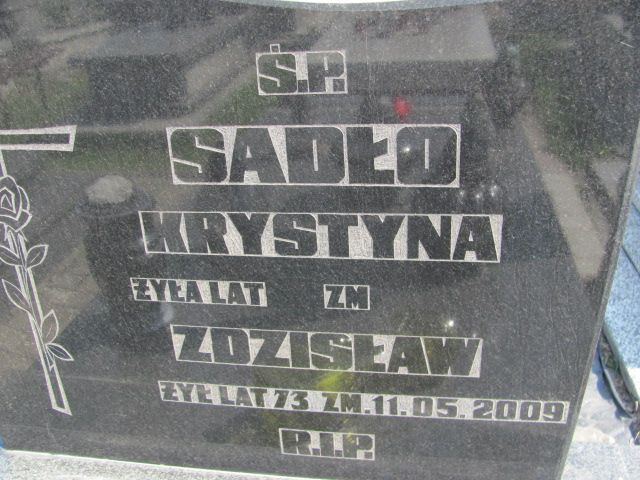 Ś.P.
SADŁO
KRYSTYNA
ŻYŁA LAT ZM
ZDZISŁAW
ŻYŁ LAT 73 ZM. 11. 05. 2009
R.I.P.